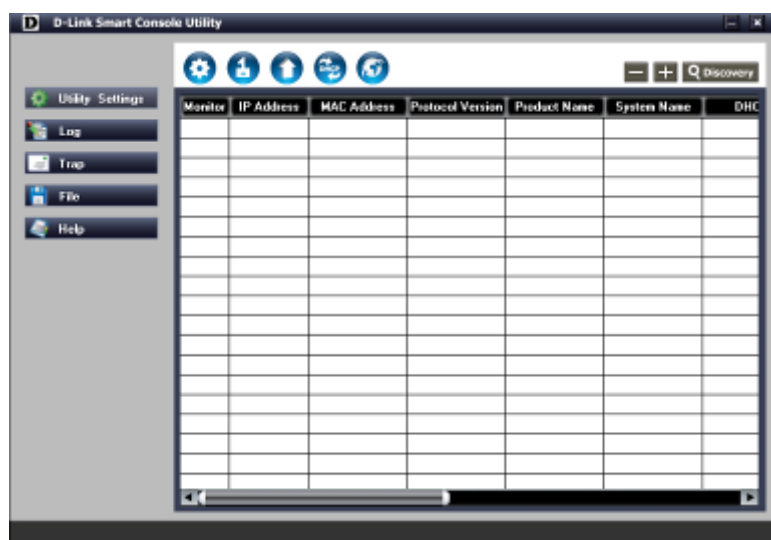 D D-Link Smart Console Utility
Discovery
Utility Settings
Log
Trap
File
Help
Monitor IP Address MAC Address Protocol Version Product Name System Name DHC